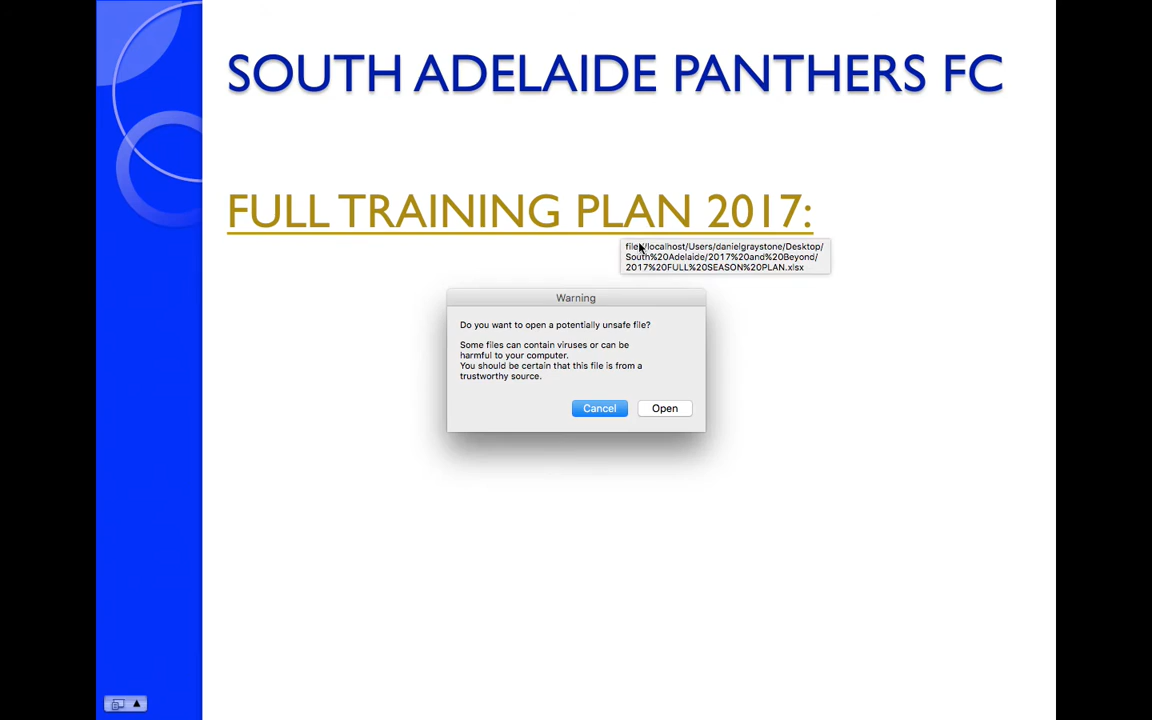 SOUTH ADELAIDE PANTHERS FC
FULL TRAINING PLAN 2017:
file://localhost/Users/danielgraystone/Desktop/
South%20Adelaide/2017%20and%20Beyond/
2017%20FULL%20SEASON%20PLAN.xlsx
Warning
Do you want to open a potentially unsafe file?
Some files can contain viruses or can be
harmful to your computer.
You should be certain that this file is from a
trustworthy source.
Cancel
Open